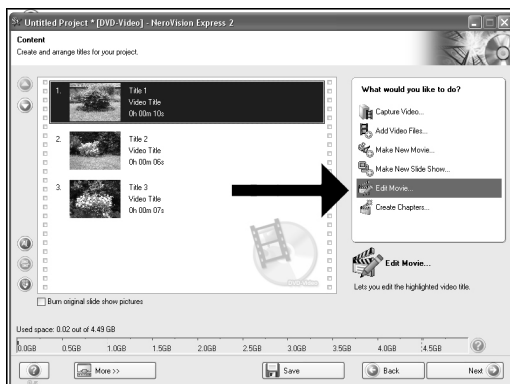 Untitled Project * [DVD-Video] - NeroVision Express 2
Content
Create and arrange titles for your project.
1.
Title 1
Video Title
0h 00m 10s
2.
Title 2
Video Title
0h 00m 06s
3.
Title 3
Video Title
0h 00m 07s
Burn original slide show pictures
What would you like to do?
Capture Video...
Add Video Files...
Make New Movie...
Make New Slide Show...
Edit Movie...
Create Chapters...
Edit Movie...
Lets you edit the highlighted video title.
Used space: 0.02 out of 4.49 GB
0.0GB 0.5GB 1.0GB 1.5GB 2.0GB 2.5GB 3.0GB 3.5GB 4.0GB 4.5GB
More >> Save Back Next